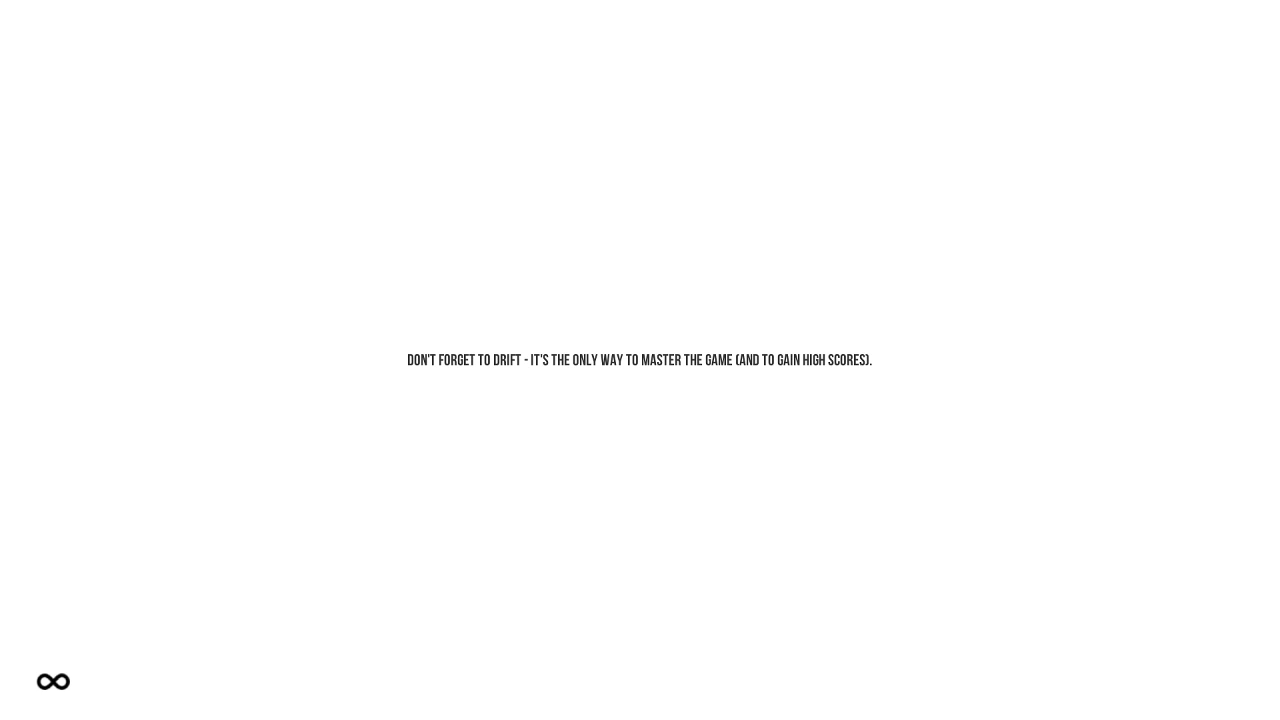 DON'T FORGET TO DRIFT - IT'S THE ONLY WAY TO MASTER THE GAME (AND TO GAIN HIGH SCORES).